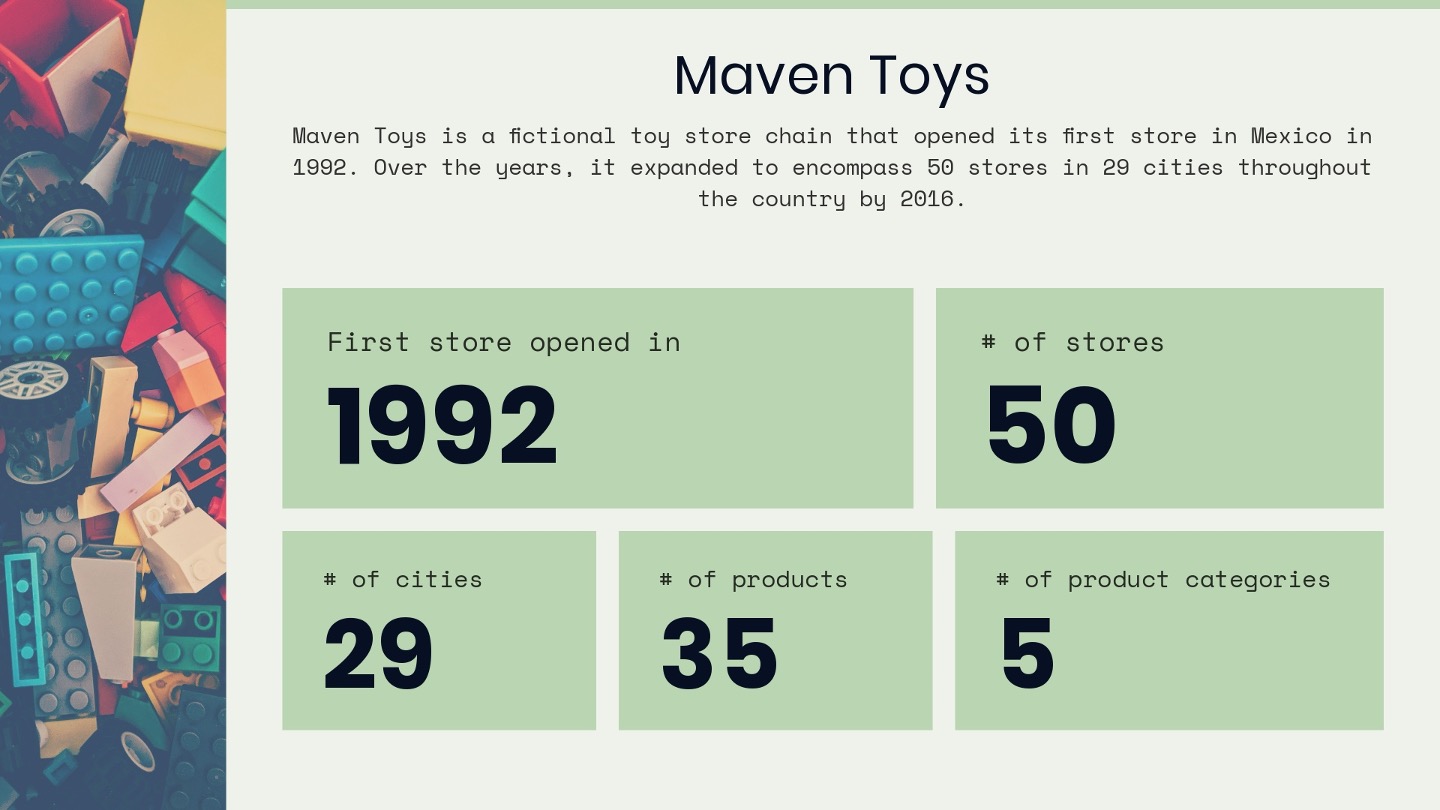 Maven Toys
Maven Toys is a fictional toy store chain that opened its first store in Mexico in
1992. Over the years, it expanded to encompass 50 stores in 29 cities throughout
the country by 2016.
First store opened in
1992
# of stores
50
# of cities
29
# of products
35
# of product categories
5